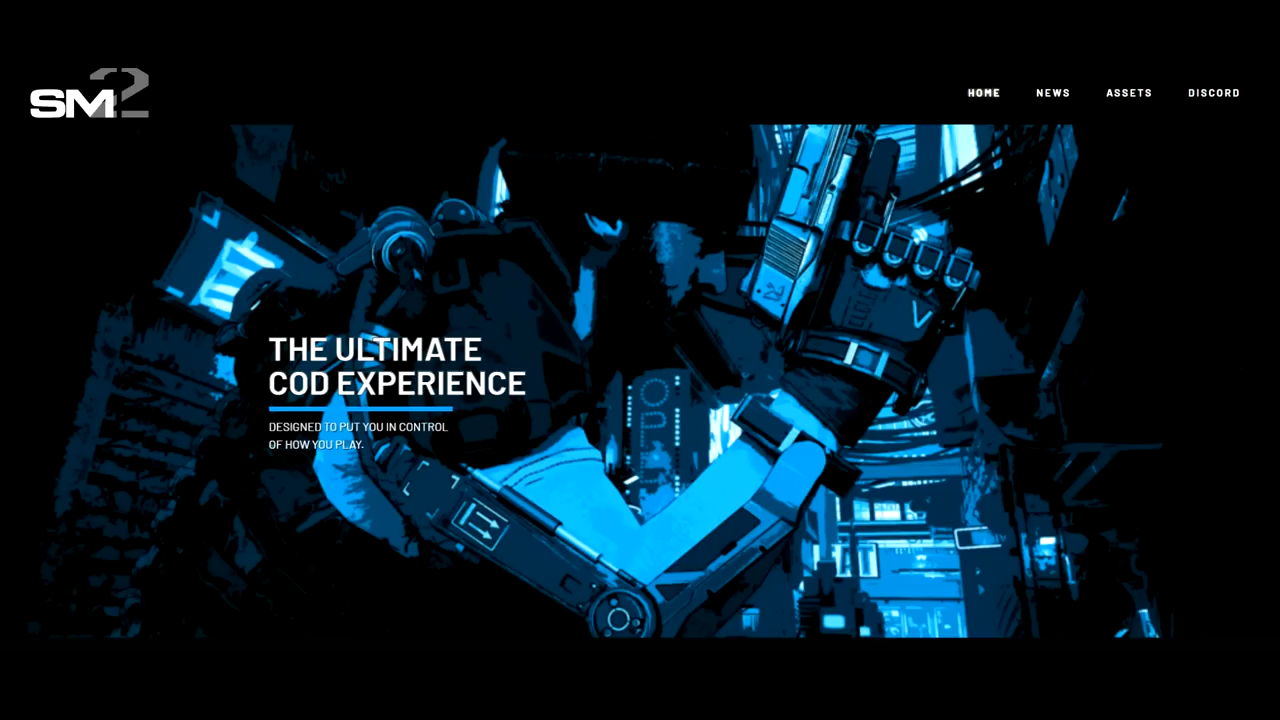 SM2
HOME NEWS ASSETS DISCORD
THE ULTIMATE
COD EXPERIENCE
DESIGNED TO PUT YOU IN CONTROL
OF HOW YOU PLAY.